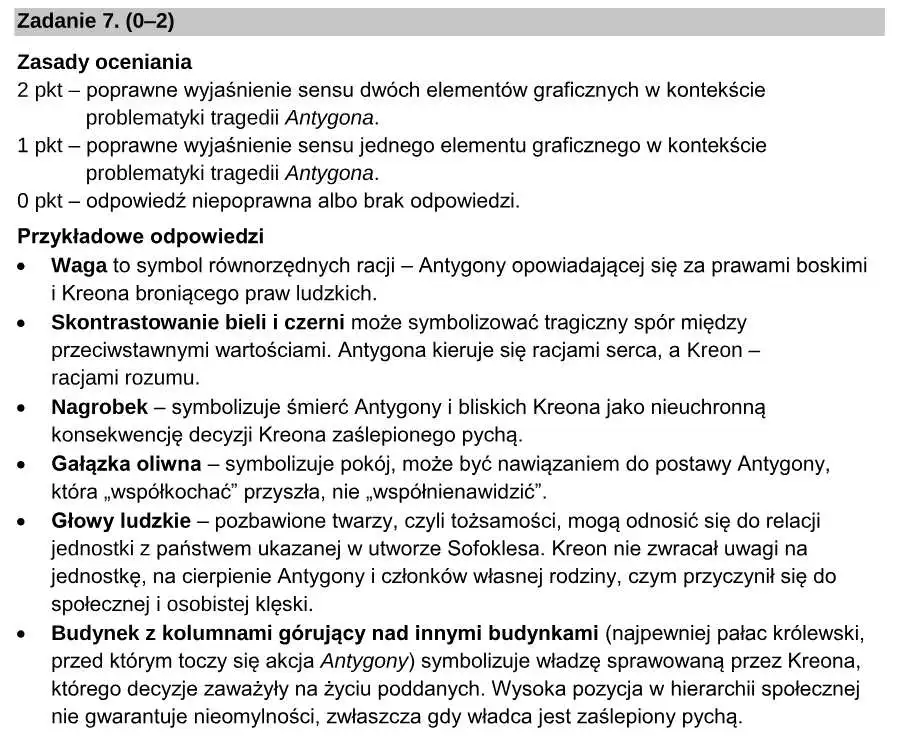 Zadanie 7. (0–2)
Zasady oceniania
2 pkt – poprawne wyjaśnienie sensu dwóch elementów graficznych w kontekście
problematyki tragedii Antygona.
1 pkt – poprawne wyjaśnienie sensu jednego elementu graficznego w kontekście
problematyki tragedii Antygona.
0 pkt – odpowiedź niepoprawna albo brak odpowiedzi.
Przykładowe odpowiedzi
• Waga to symbol równorzędnych racji – Antygony opowiadającej się za prawami boskimi
i Kreona broniącego praw ludzkich.
• Skontrastowanie bieli i czerni może symbolizować tragiczny spór między
przeciwstawnymi wartościami. Antygona kieruje się racjami serca, a Kreon –
racjami rozumu.
• Nagrobek – symbolizuje śmierć Antygony i bliskich Kreona jako nieuchronną
konsekwencję decyzji Kreona zaślepionego pychą.
• Gałązka oliwna – symbolizuje pokój, może być nawiązaniem do postawy Antygony,
która „współkochać” przyszła, nie „współnienawidzić”.
• Głowy ludzkie – pozbawione twarzy, czyli tożsamości, mogą odnosić się do relacji
jednostki z państwem ukazanej w utworze Sofoklesa. Kreon nie zwracał uwagi na
jednostkę, na cierpienie Antygony i członków własnej rodziny, czym przyczynił się do
społecznej i osobistej klęski.
• Budynek z kolumnami górujący nad innymi budynkami (najpewniej pałac królewski,
przed którym toczy się akcja Antygony) symbolizuje władzę sprawowaną przez Kreona,
którego decyzje zaważyły na życiu poddanych. Wysoka pozycja w hierarchii społecznej
nie gwarantuje nieomylności, zwłaszcza gdy władca jest zaślepiony pychą.